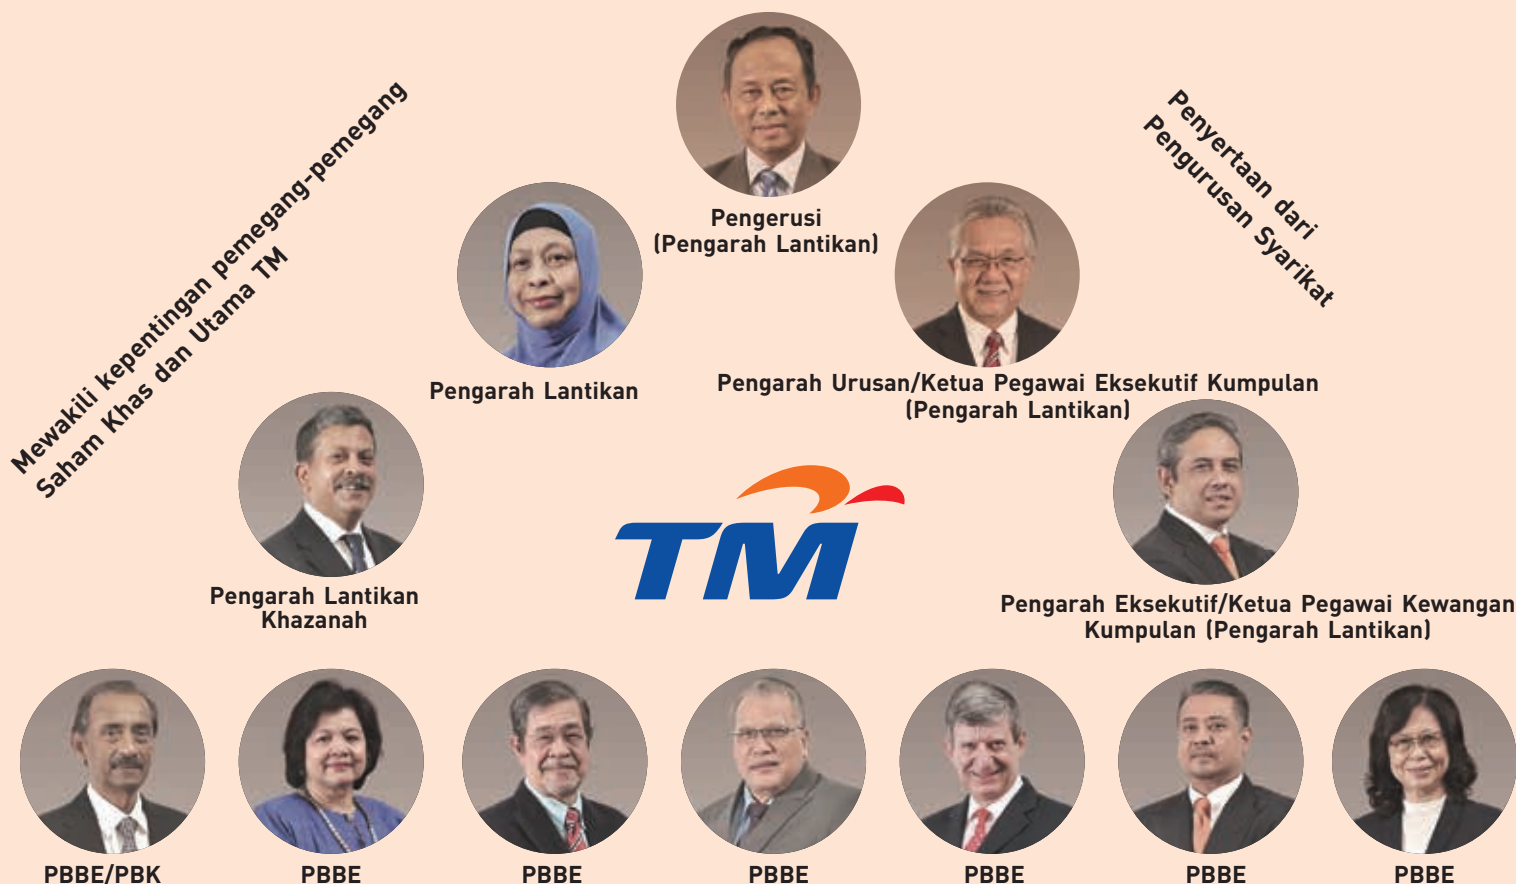 Mewakili kepentingan pemegang-pemegang
Saham Khas dan Utama TM
Penyertaan dari
Pengurusan Syarikat
Pengerusi
(Pengarah Lantikan)
Pengarah Lantikan
Pengarah Urusan/Ketua Pegawai Eksekutif Kumpulan
(Pengarah Lantikan)
Pengarah Lantikan
Khazanah
TM
Pengarah Eksekutif/Ketua Pegawai Kewangan
Kumpulan (Pengarah Lantikan)
PBBE/PBK
PBBE
PBBE
PBBE
PBBE
PBBE
PBBE